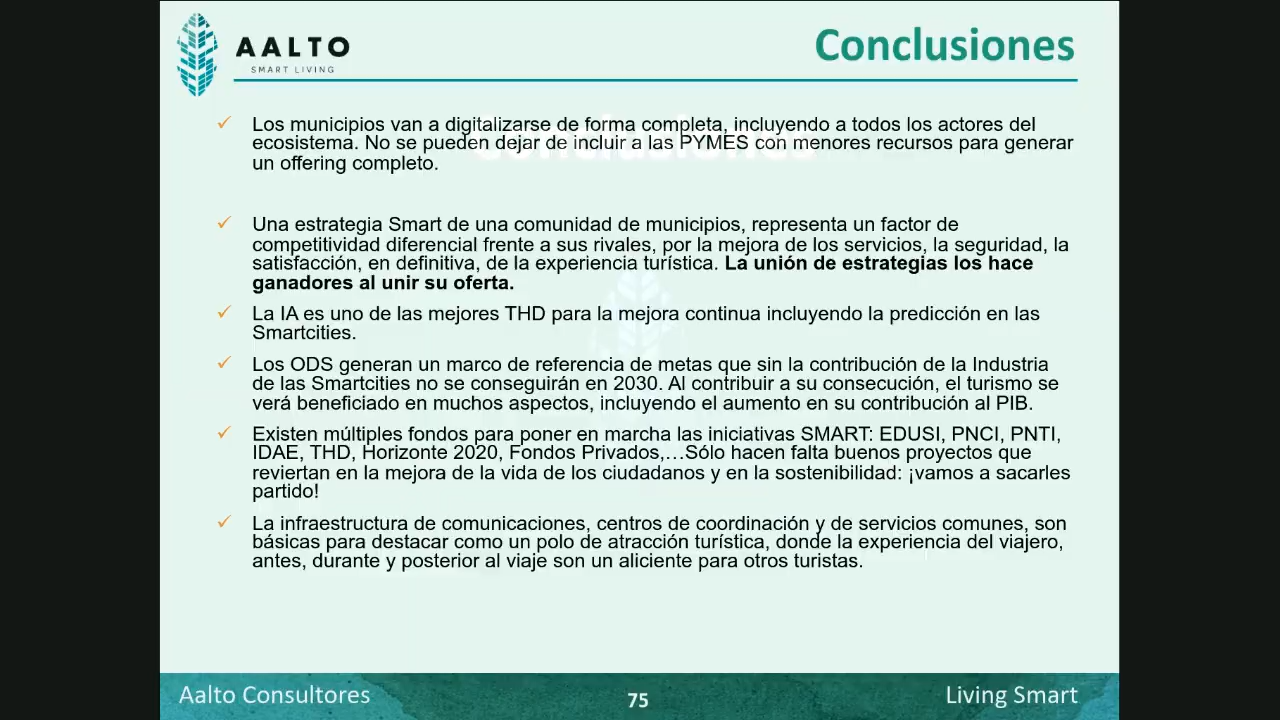 AALTO
SMART LIVING
Conclusiones
Los municipios van a digitalizarse de forma completa, incluyendo a todos los actores del
ecosistema. No se pueden dejar de incluir a las PYMES con menores recursos para generar
un offering completo.
Una estrategia Smart de una comunidad de municipios, representa un factor de
competitividad diferencial frente a sus rivales, por la mejora de los servicios, la seguridad, la
satisfacción, en definitiva, de la experiencia turística. La unión de estrategias los hace
ganadores al unir su oferta.
La IA es uno de las mejores THD para la mejora continua incluyendo la predicción en las
Smartcities.
Los ODS generan un marco de referencia de metas que sin la contribución de la Industria
de las Smartcities no se conseguirán en 2030. Al contribuir a su consecución, el turismo se
verá beneficiado en muchos aspectos, incluyendo el aumento en su contribución al PIB.
Existen múltiples fondos para poner en marcha las iniciativas SMART: EDUSI, PNCI, PNTI,
IDAE, THD, Horizonte 2020, Fondos Privados,…Sólo hacen falta buenos proyectos que
reviertan en la mejora de la vida de los ciudadanos y en la sostenibilidad: ¡vamos a sacarles
partido!
La infraestructura de comunicaciones, centros de coordinación y de servicios comunes, son
básicas para destacar como un polo de atracción turística, donde la experiencia del viajero,
antes, durante y posterior al viaje son un aliciente para otros turistas.
Aalto Consultores
75
Living Smart